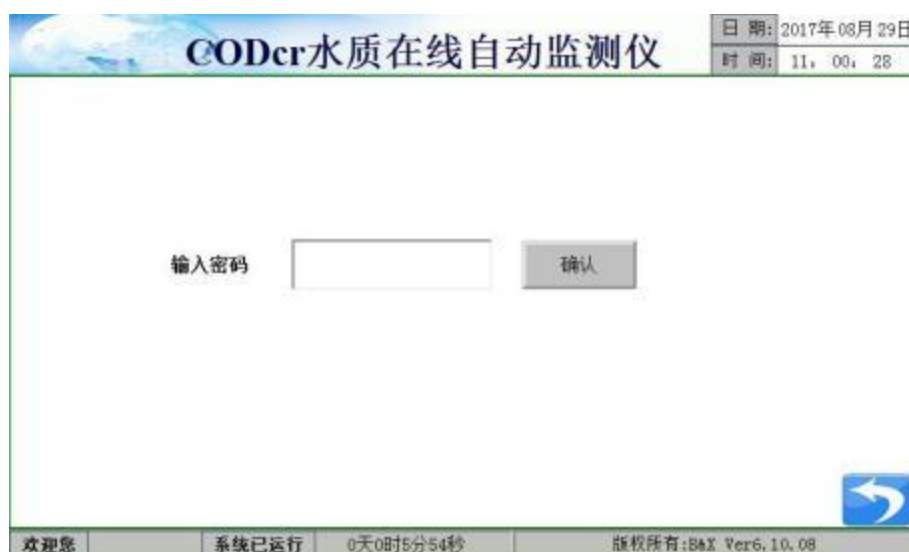 CODcr水质在线自动监测仪
日 期: 2017年08月29日
时 间: 11: 00: 28
输入密码
确认
欢迎您 系统已运行 0天0时5分54秒 版权所有:B&X Ver6.10.08